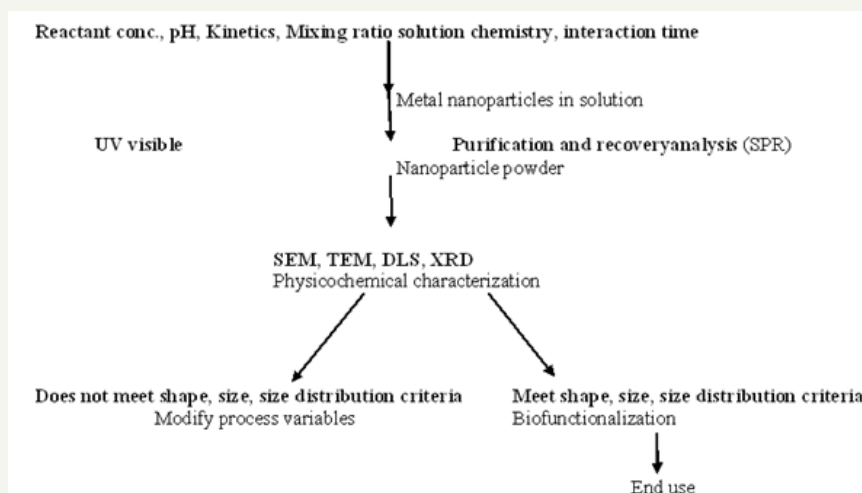 Reactant conc., pH, Kinetics, Mixing ratio solution chemistry, interaction time
Metal nanoparticles in solution
UV visible
Purification and recoveryanalysis (SPR)
Nanoparticle powder
SEM, TEM, DLS, XRD
Physicochemical characterization
Does not meet shape, size, size distribution criteria
Modify process variables
Meet shape, size, size distribution criteria
Biofunctionalization
End use